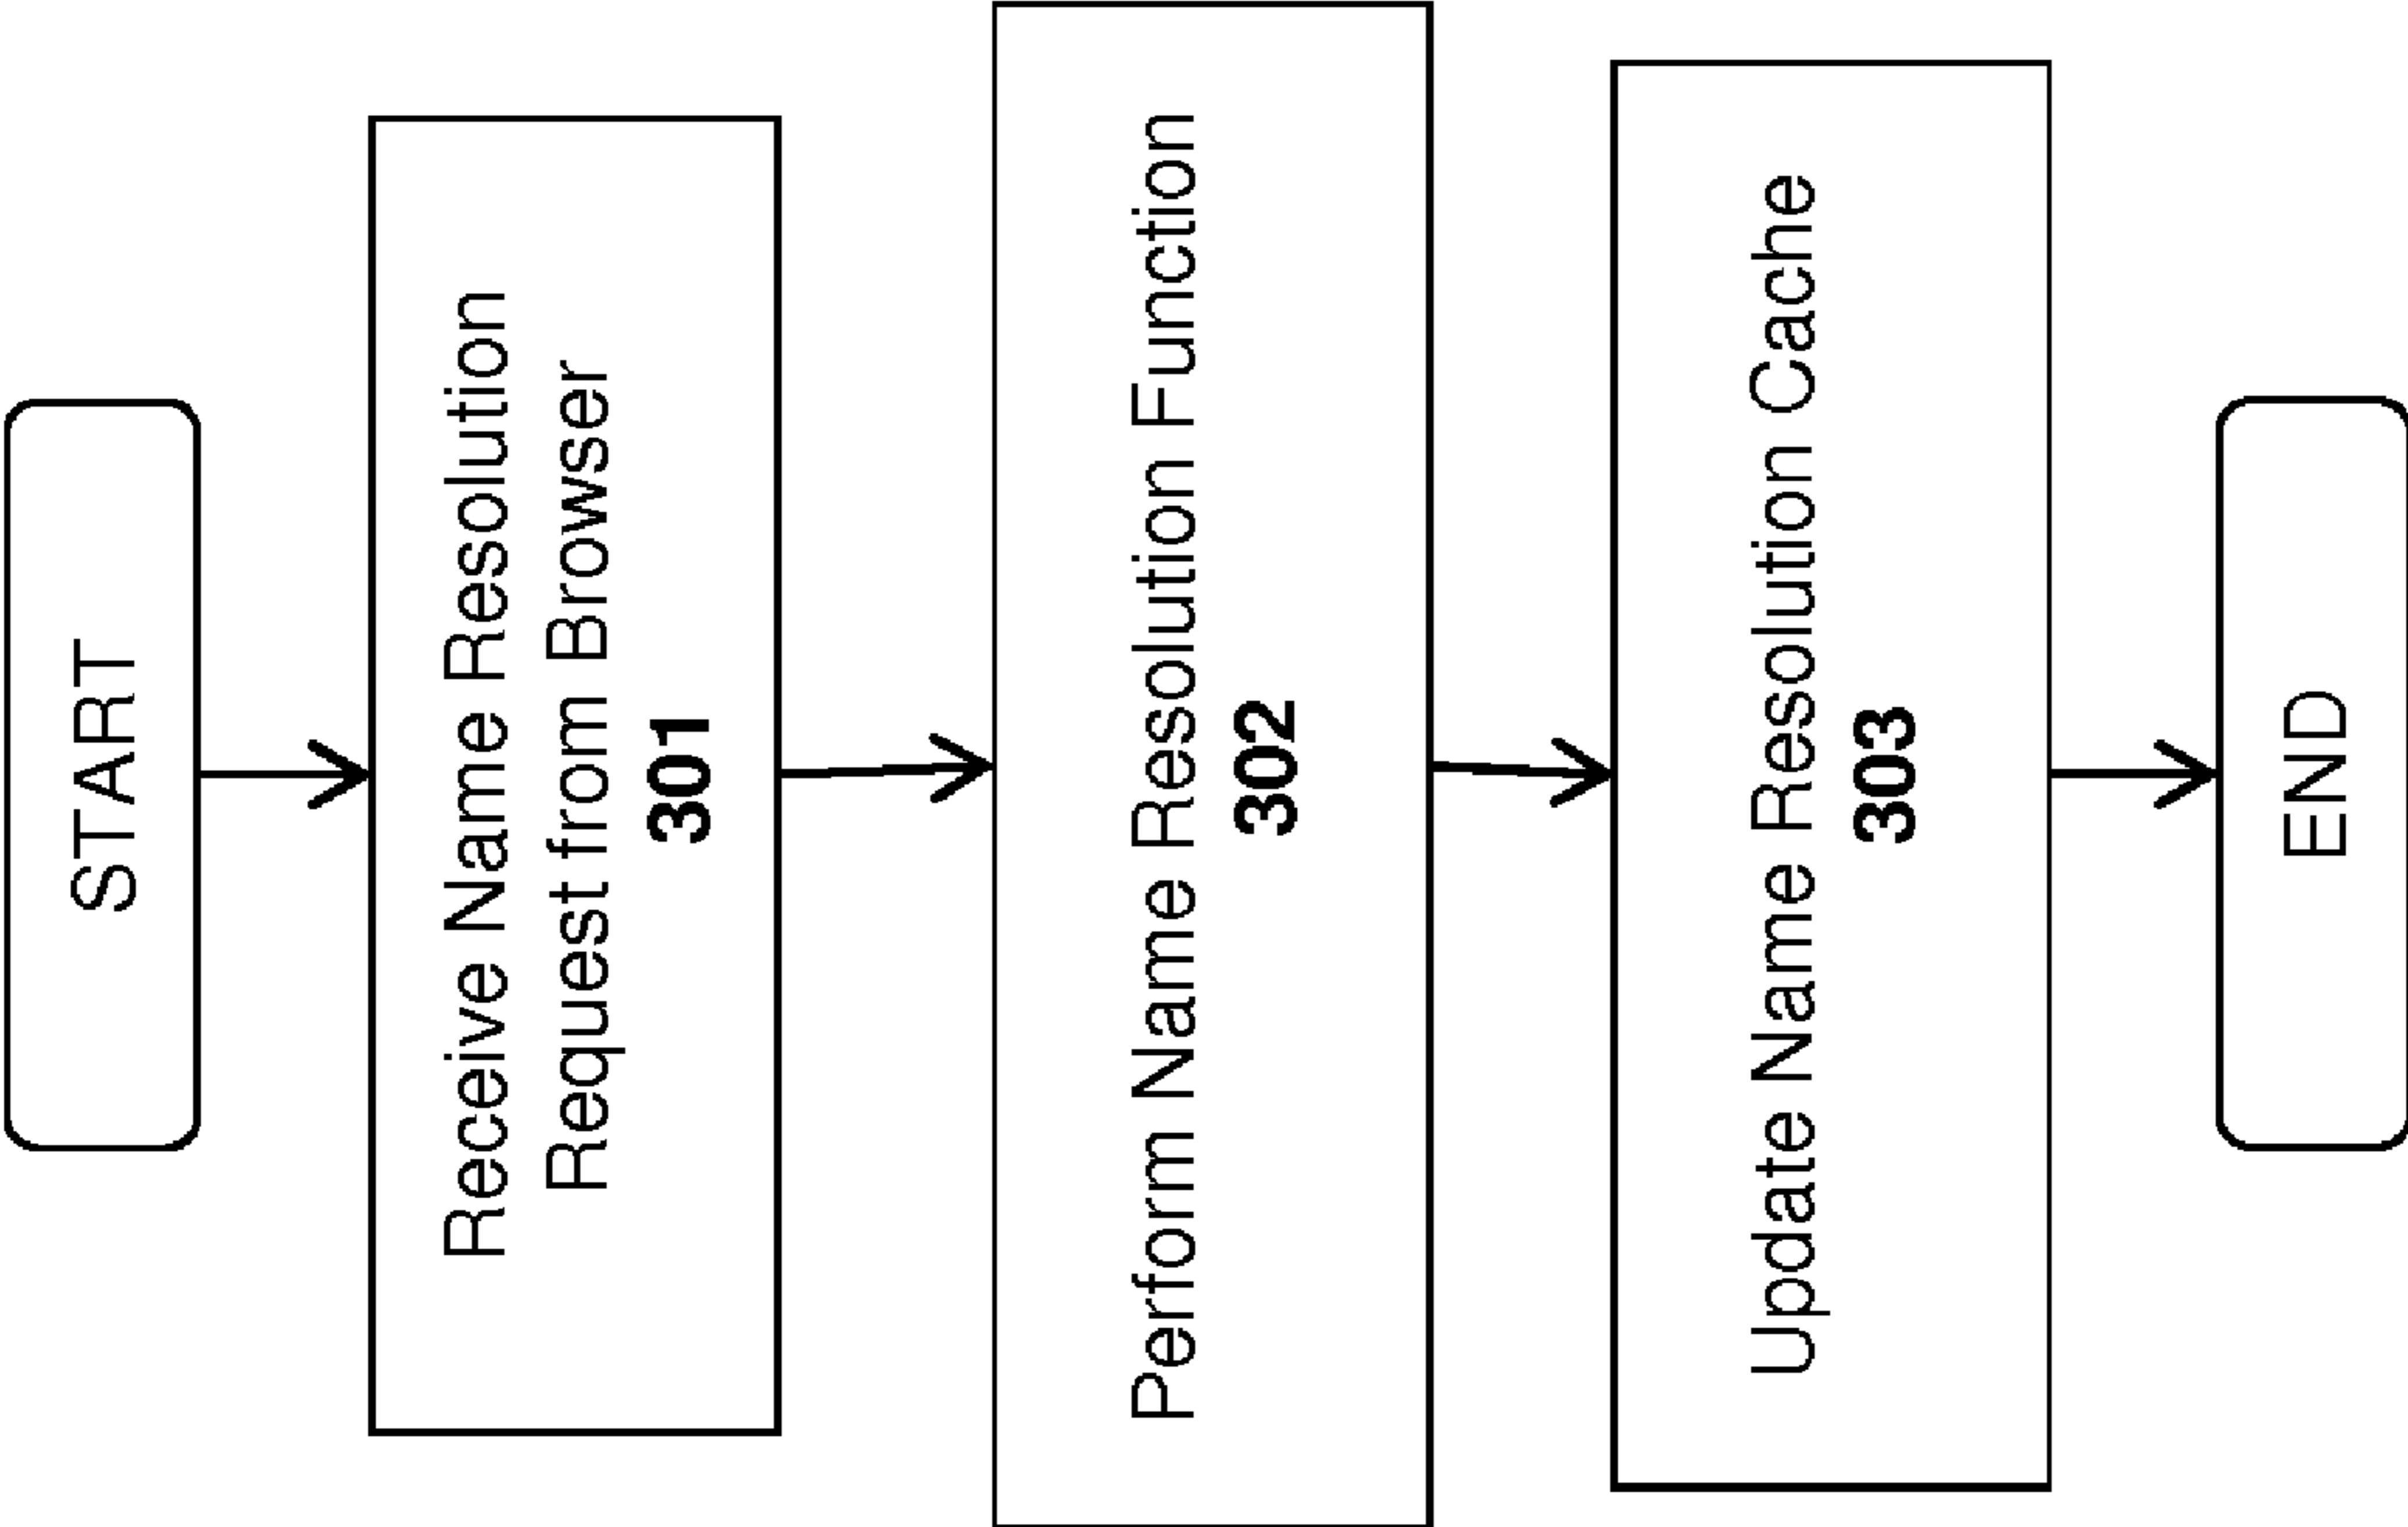 START
Receive Name Resolution
Request from Browser
301
Perform Name Resolution Function
302
Update Name Resolution Cache
303
END